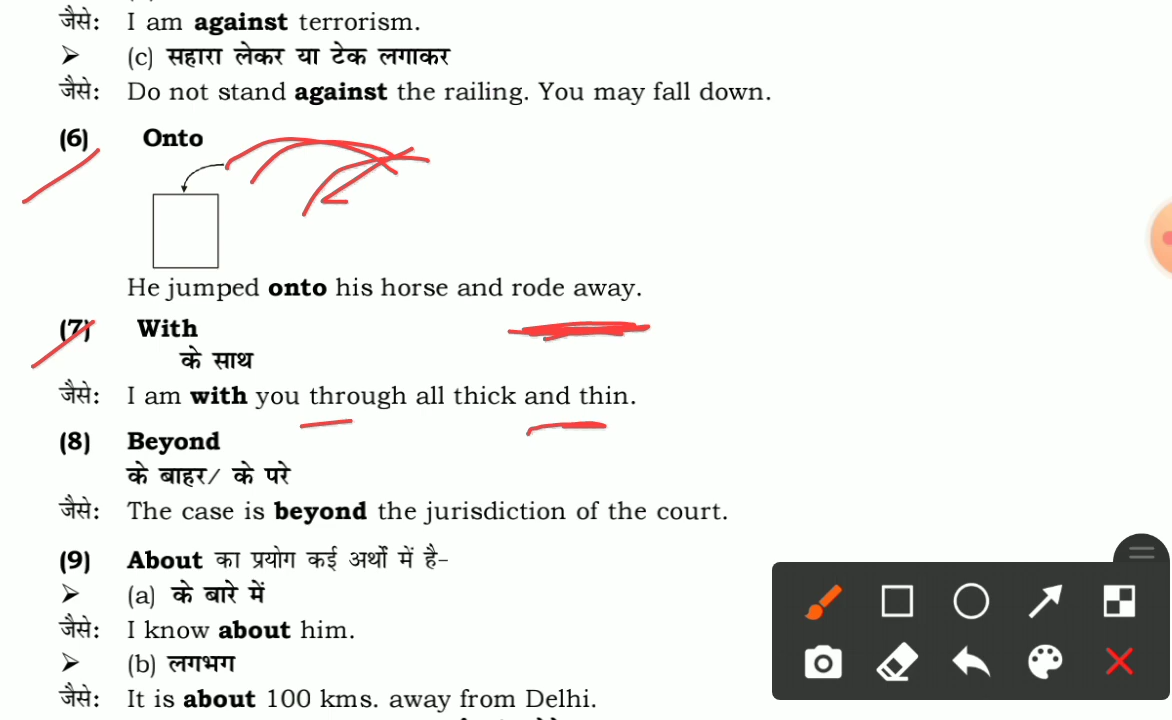 जैसे: I am against terrorism.
➤ (c) सहारा लेकर या टेक लगाकर
जैसे: Do not stand against the railing. You may fall down.
(6) Onto
He jumped onto his horse and rode away.
(7) With
के साथ
जैसे: I am with you through all thick and thin.
(8) Beyond
के बाहर/ के परे
जैसे: The case is beyond the jurisdiction of the court.
(9) About का प्रयोग कई अर्थों में है-
➤ (a) के बारे में
जैसे: I know about him.
➤ (b) लगभग
जैसे: It is about 100 kms. away from Delhi.